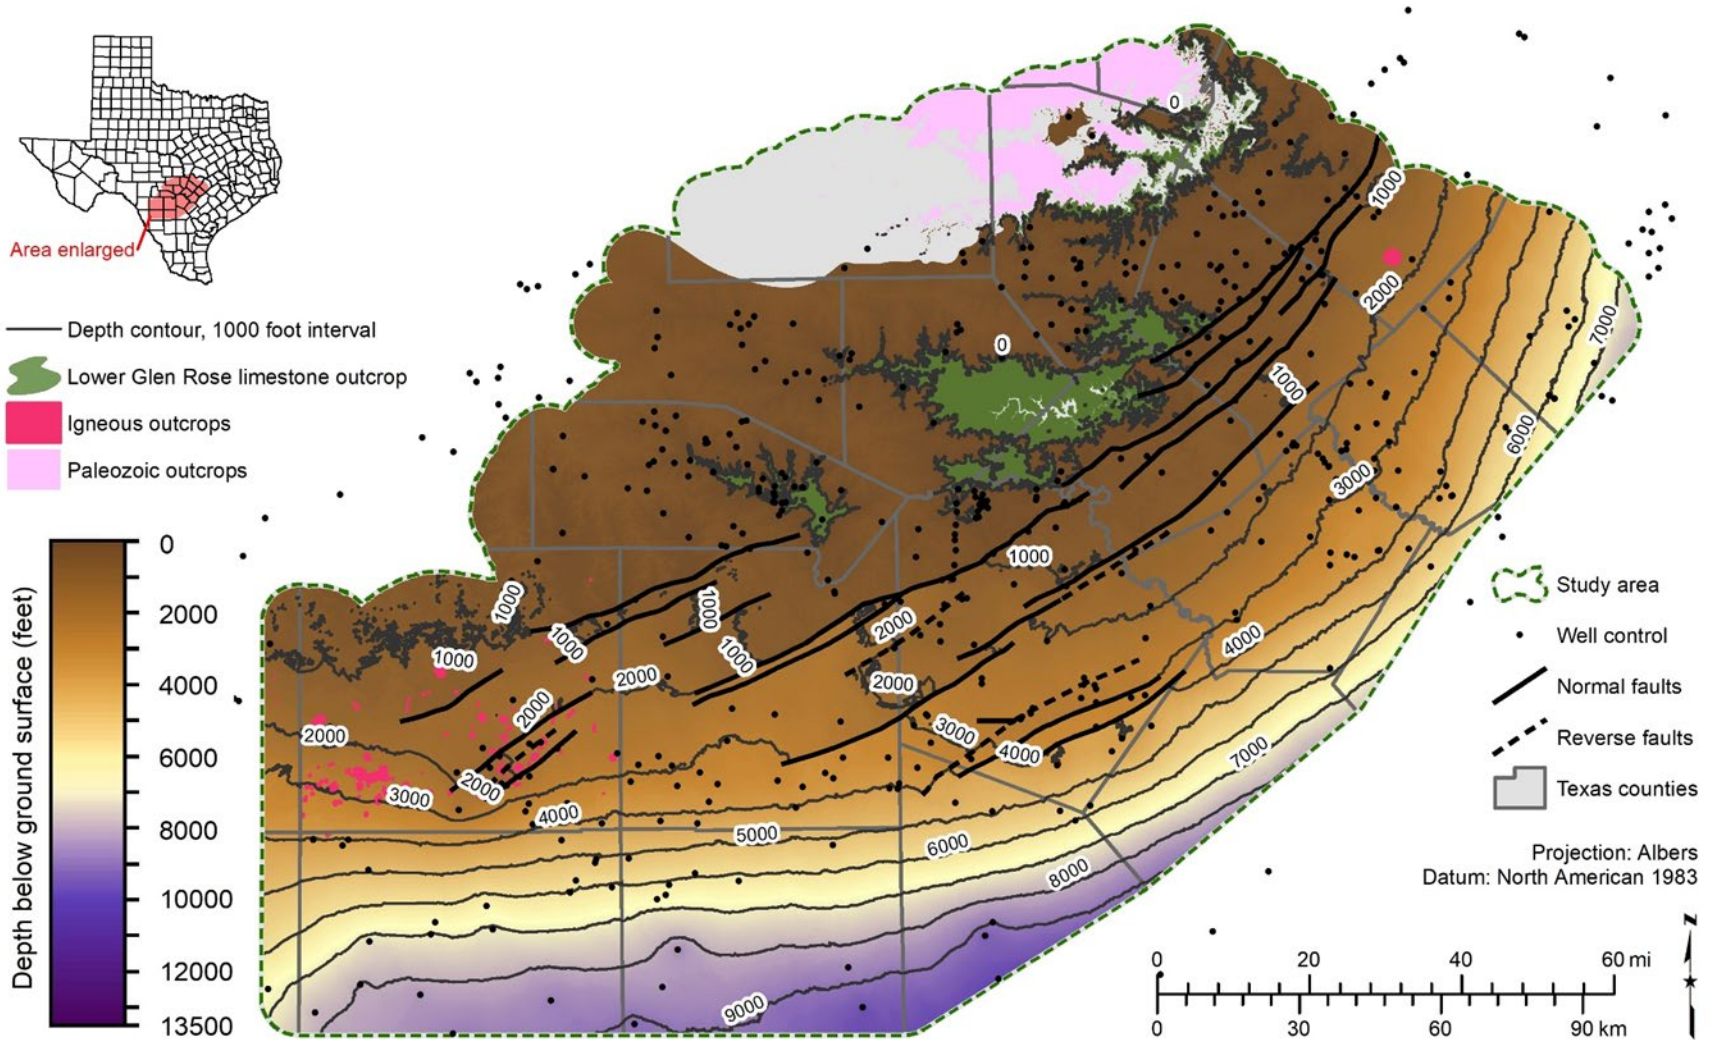 Area enlarged
Depth contour, 1000 foot interval
Lower Glen Rose limestone outcrop
Igneous outcrops
Paleozoic outcrops
Depth below ground surface (feet)
0
2000
4000
6000
8000
10000
12000
13500
0
1000
2000
7000
0
1000
6000
3000
1000
1000
1000
2000
1000
1000
4000
1000
2000
2000
2000
2000
3000
4000
7000
2000
3000
4000
5000
6000
8000
9000
Study area
Well control
Normal faults
Reverse faults
Texas counties
Projection: Albers
Datum: North American 1983
0 20 40 60 mi
0 30 60 90 km
N